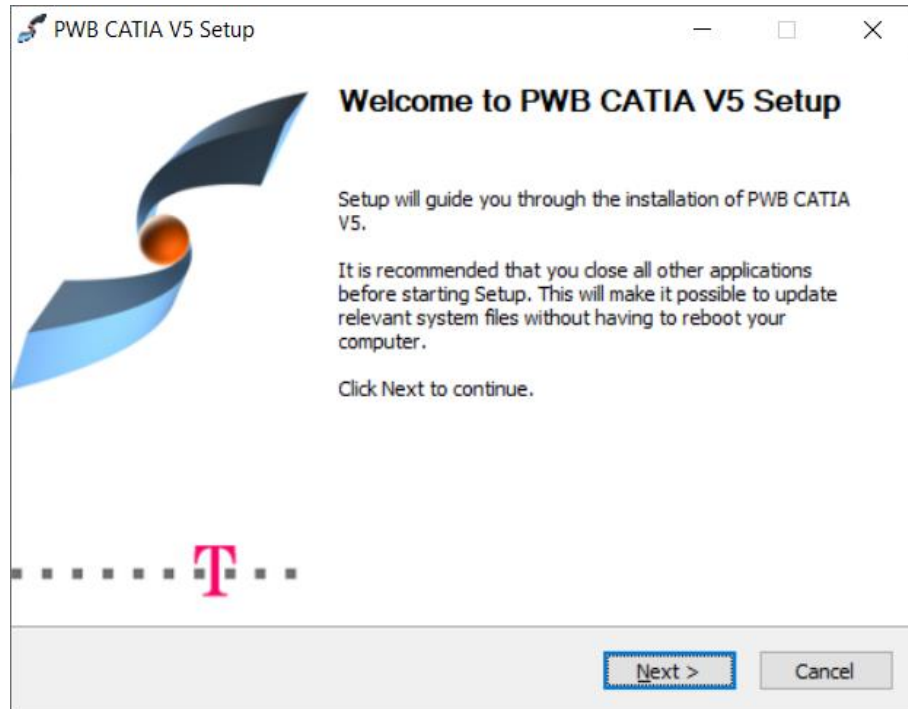 PWB CATIA V5 Setup
Welcome to PWB CATIA V5 Setup
Setup will guide you through the installation of PWB CATIA
V5.
It is recommended that you close all other applications
before starting Setup. This will make it possible to update
relevant system files without having to reboot your
computer.
Click Next to continue.
T
Next >
Cancel